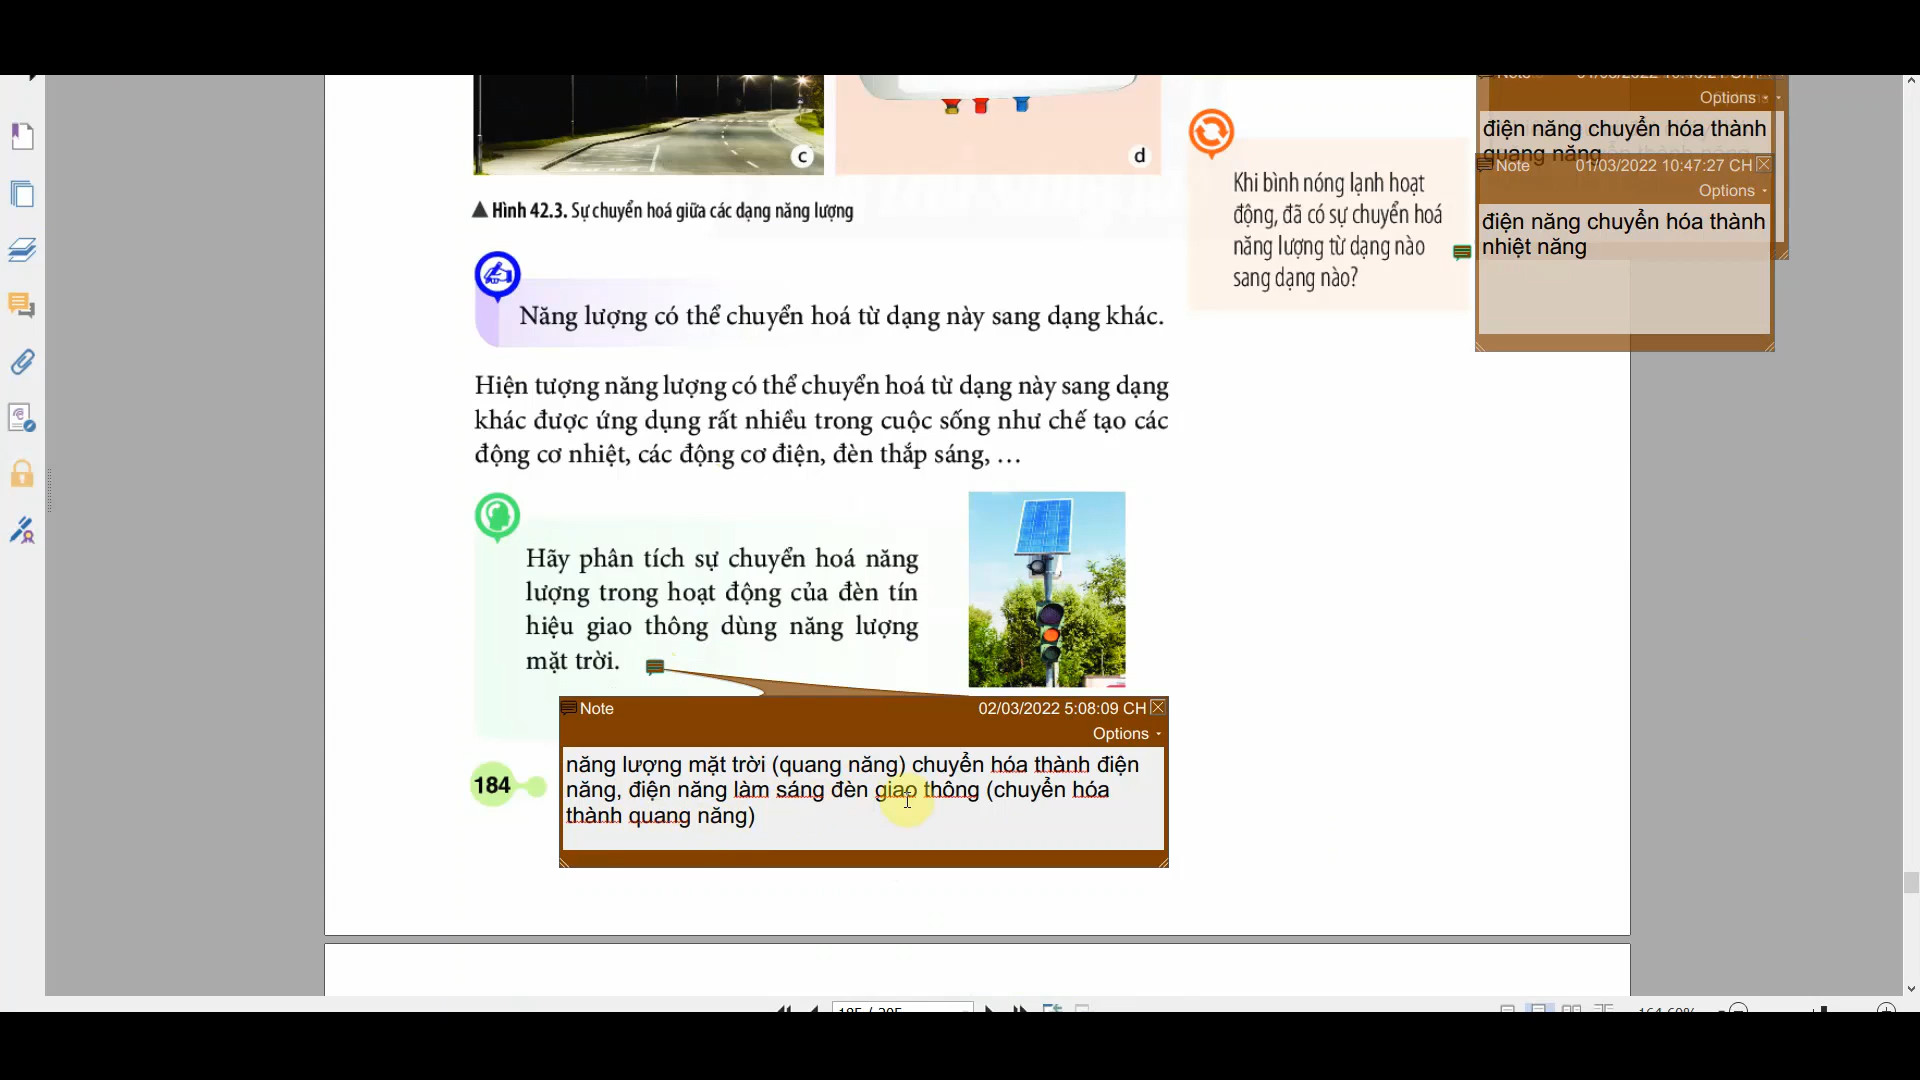 c
d
▲ Hình 42.3. Sự chuyển hoá giữa các dạng năng lượng
Năng lượng có thể chuyển hoá từ dạng này sang dạng khác.
Hiện tượng năng lượng có thể chuyển hoá từ dạng này sang dạng
khác được ứng dụng rất nhiều trong cuộc sống như chế tạo các
động cơ nhiệt, các động cơ điện, đèn thắp sáng, …
Hãy phân tích sự chuyển hoá năng
lượng trong hoạt động của đèn tín
hiệu giao thông dùng năng lượng
mặt trời.
Note 02/03/2022 5:08:09 CH
Options
năng lượng mặt trời (quang năng) chuyển hóa thành điện
năng, điện năng làm sáng đèn giao thông (chuyển hóa
thành quang năng)
184
Khi bình nóng lạnh hoạt
động, đã có sự chuyển hoá
năng lượng từ dạng nào
sang dạng nào?
Options
điện năng chuyển hóa thành
quang năng
Note 01/03/2022 10:47:27 CH
Options
điện năng chuyển hóa thành
nhiệt năng